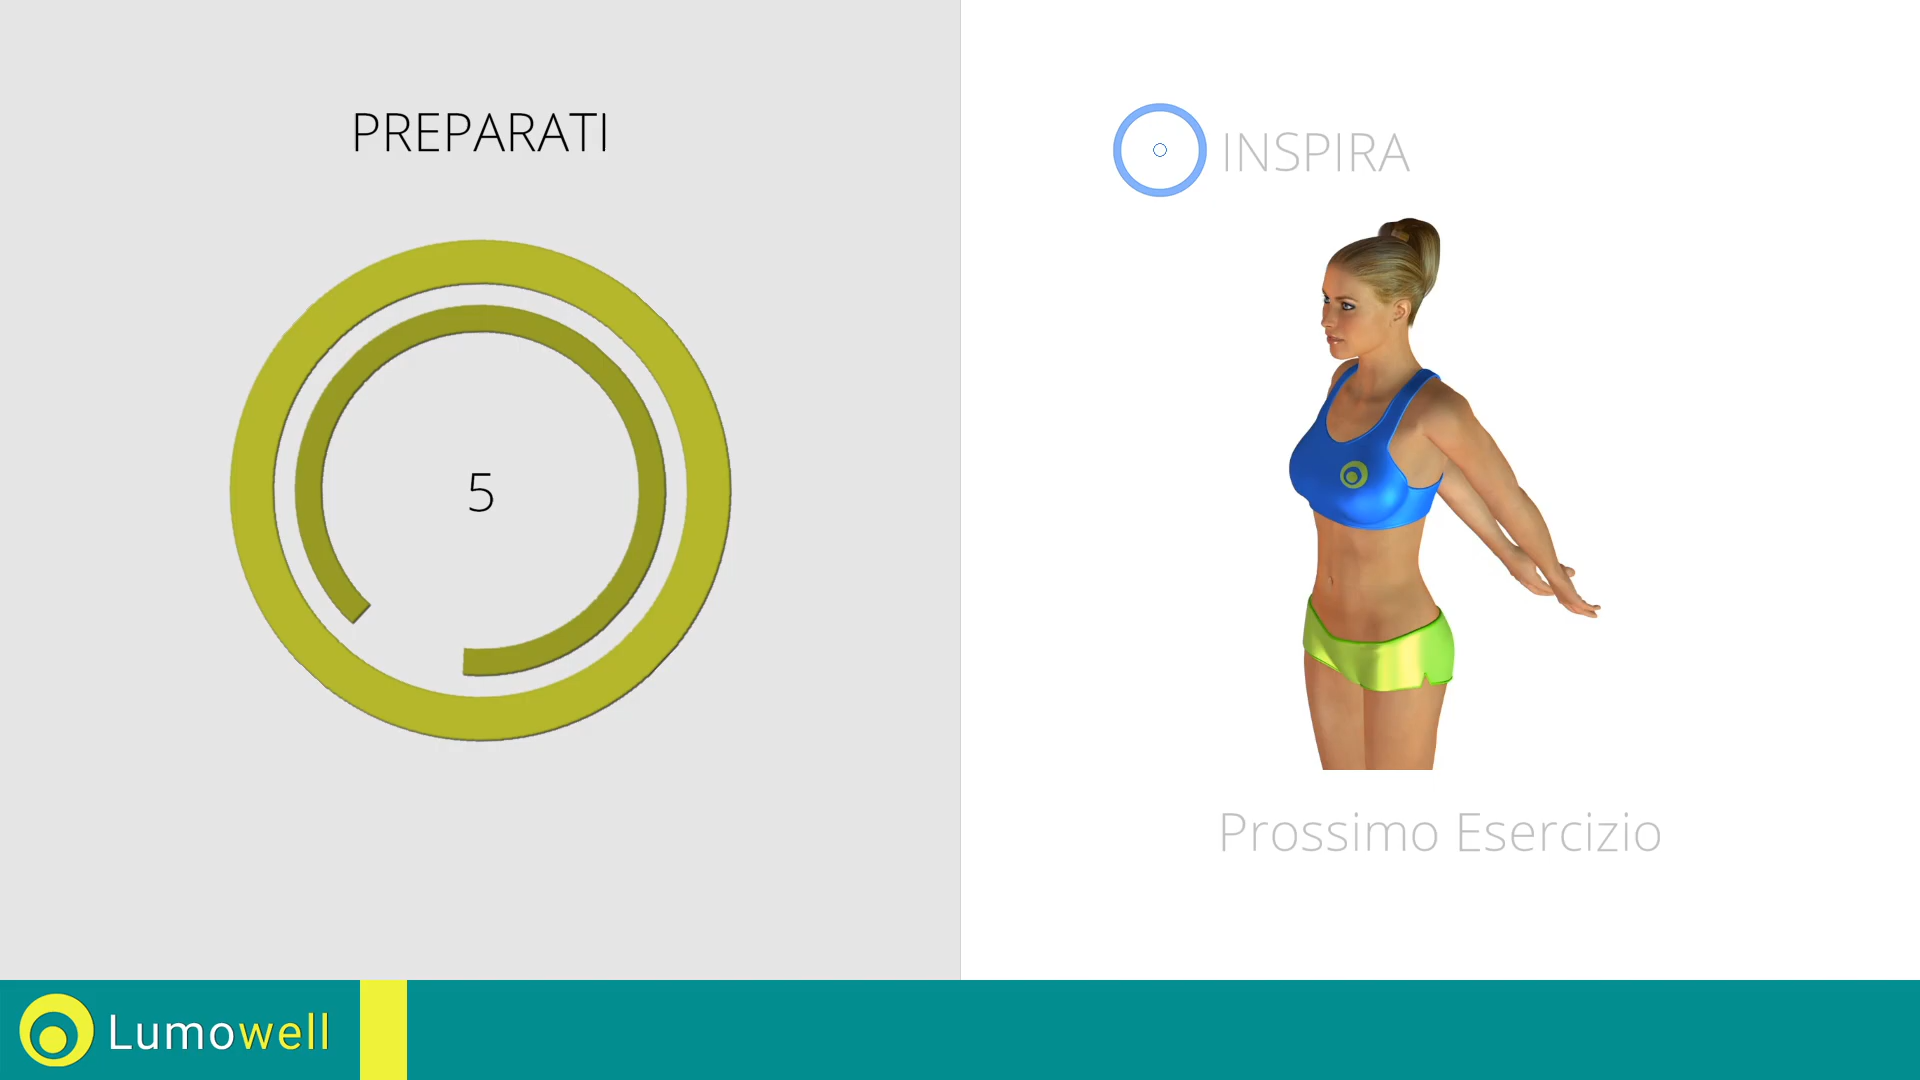 PREPARATI
5
INSPIRA
Prossimo Esercizio
Lumowell